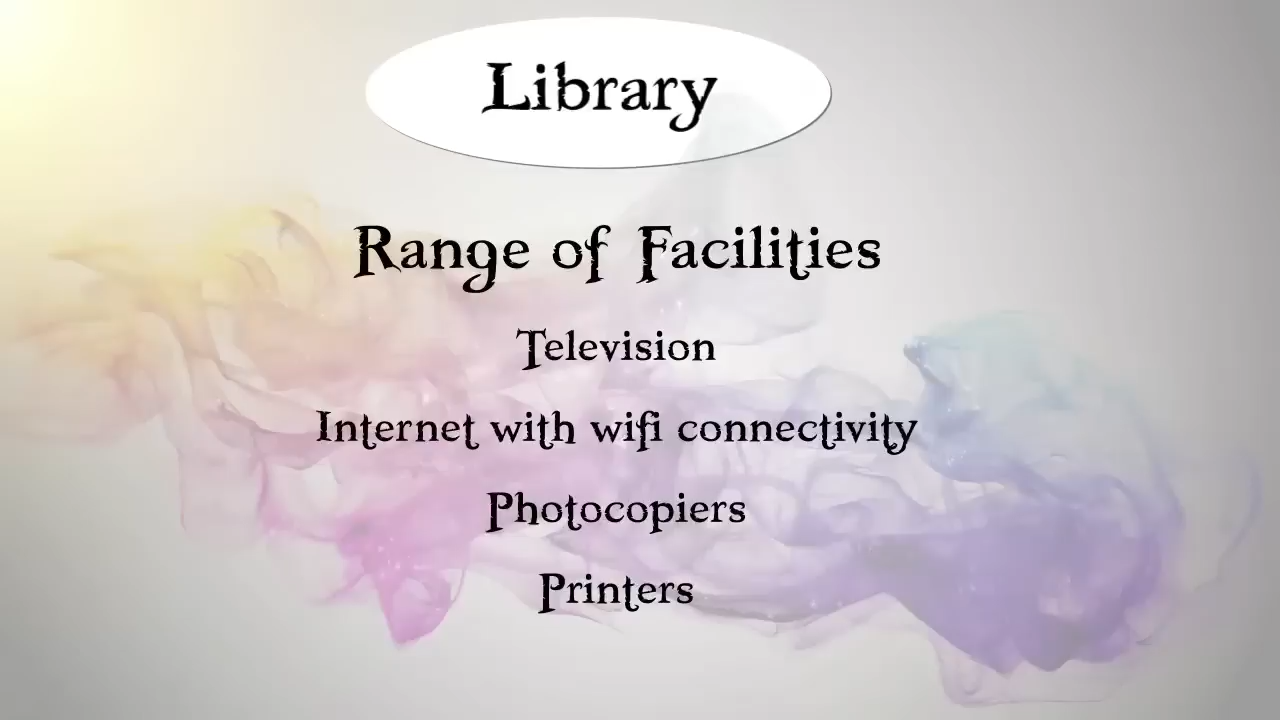 Library
Range of Facilities
Television
Internet with wifi connectivity
Photocopiers
Printers